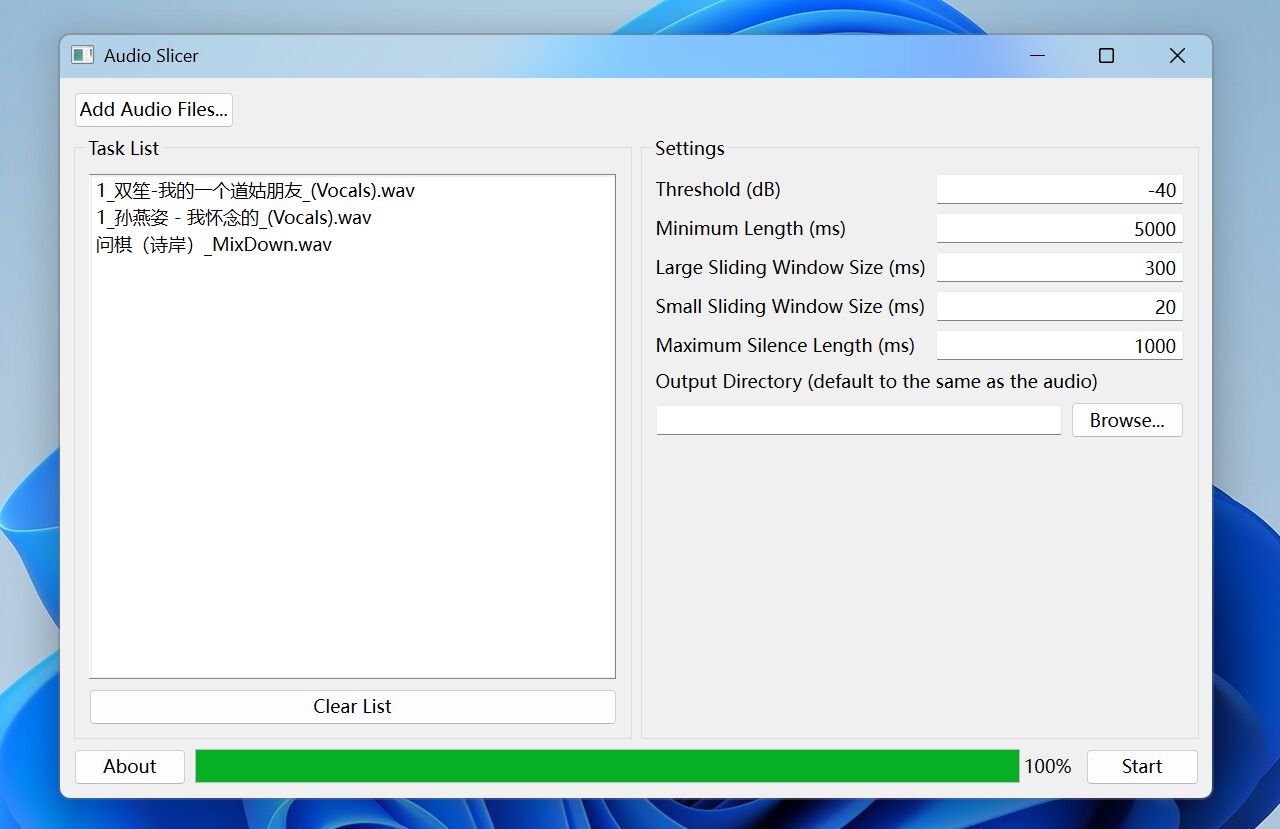 Audio Slicer
Add Audio Files...
Task List
1_双笙-我的一个道姑朋友_(Vocals).wav
1_孙燕姿 - 我怀念的_(Vocals).wav
问棋（诗岸）_MixDown.wav
Clear List
Settings
Threshold (dB) -40
Minimum Length (ms) 5000
Large Sliding Window Size (ms) 300
Small Sliding Window Size (ms) 20
Maximum Silence Length (ms) 1000
Output Directory (default to the same as the audio)
Browse...
About 100% Start